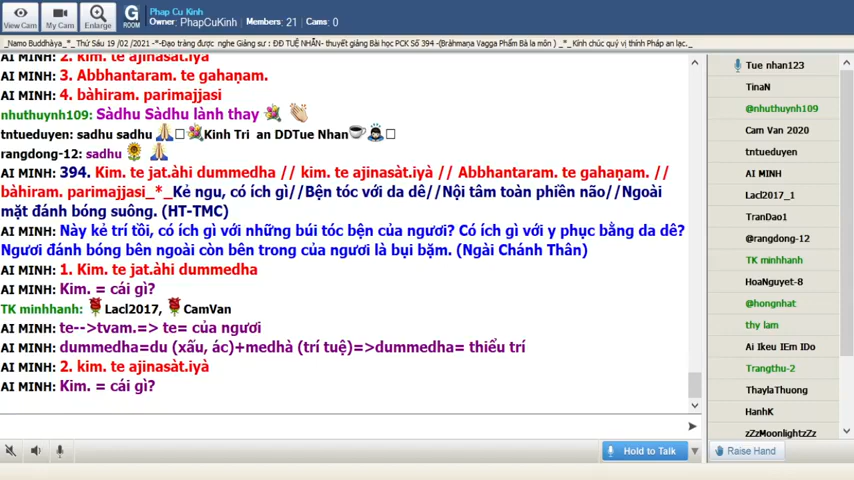 Phap Cu Kinh
Owner: PhapCuKinh Members: 21 Cams: 0
View Cam
My Cam
Enlarge
G
ROOM
_Namo Buddhàya_*_ Thứ Sáu 19 /02 /2021 -*-Đạo tràng được nghe Giảng sư : ĐĐ TUỆ NHÂN- thuyết giảng Bài học PCK Số 394 -(Bràhmaṇa Vagga Phẩm Bà la môn ) _*_ Kính chúc quý vị thính Pháp an lạc,_
AI MINH: 2. kim. te ajinasàt.iyà
AI MINH: 3. Abbhantaram. te gahaṇam.
AI MINH: 4. bàhiram. parimajjasi
nhuthuynh109: Sàdhu Sàdhu lành thay
tntueduyen: sadhu sadhu Kinh Tri an DDTue Nhan
rangdong-12: sadhu
AI MINH: 394. Kim. te jat.àhi dummedha // kim. te ajinasàt.iyà // Abbhantaram. te gahaṇam. //
bàhiram. parimajjasi_*_Kẻ ngu, có ích gì//Bện tóc với da dê//Nội tâm toàn phiền não//Ngoài
mặt đánh bóng suông. (HT-TMC)
AI MINH: Này kẻ trí tồi, có ích gì với những búi tóc bện của ngươi? Có ích gì với y phục bằng da dê?
Ngươi đánh bóng bên ngoài còn bên trong của ngươi là bụi bặm. (Ngài Chánh Thân)
AI MINH: 1. Kim. te jat.àhi dummedha
AI MINH: Kim. = cái gì?
TK minhhanh: Lacl2017, CamVan
AI MINH: te-->tvam.=> te= của ngươi
AI MINH: dummedha=du (xấu, ác)+medhà (trí tuệ)=>dummedha= thiểu trí
AI MINH: 2. kim. te ajinasàt.iyà
AI MINH: Kim. = cái gì?
Hold to Talk
Tue nhan123
TinaN
@nhuthuynh109
Cam Van 2020
tntueduyen
AI MINH
Lacl2017_1
TranDao1
@rangdong-12
TK minhhanh
HoaNguyet-8
@hongnhat
thy lam
Ai Ikeu IEm IDo
Trangthu-2
ThaylaThuong
HanhK
zZzMoonlightzZz
Raise Hand